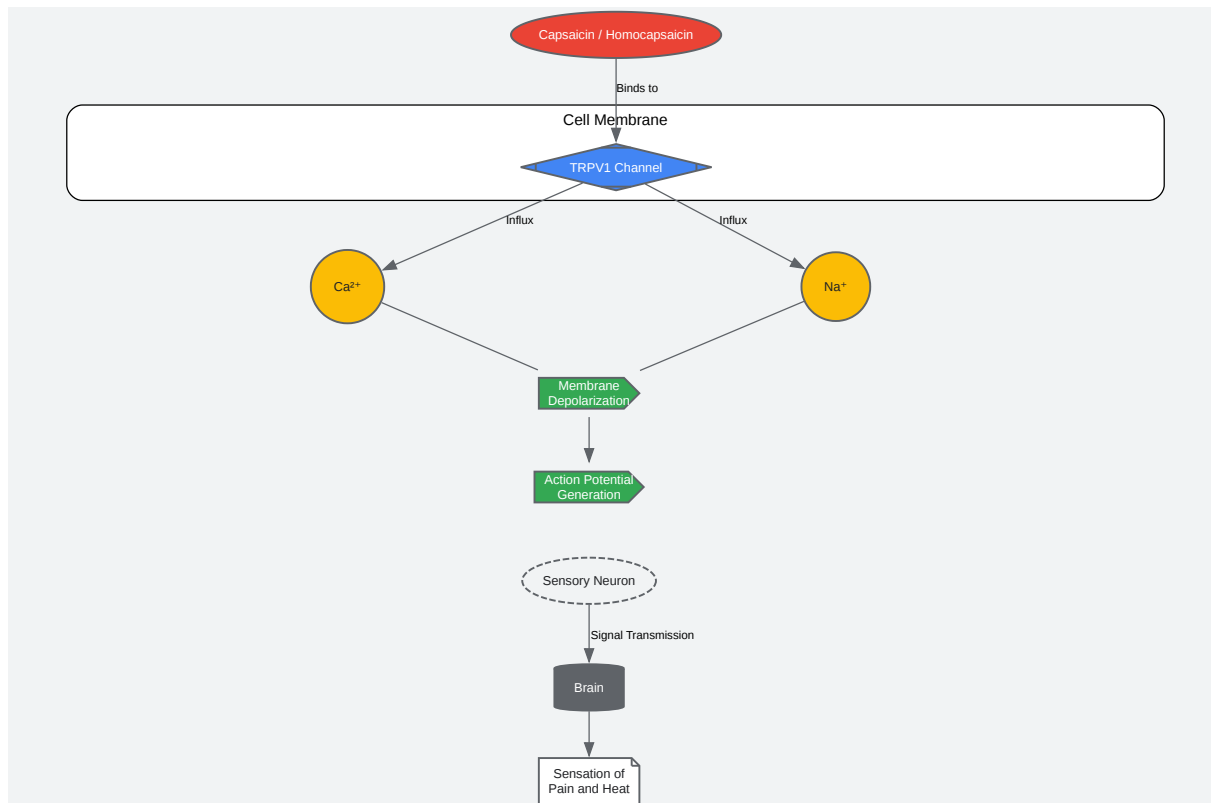 Capsaicin / Homocapsaicin
Binds to
Cell Membrane
TRPV1 Channel
Influx
Influx
Ca²⁺
Na⁺
Membrane
Depolarization
Action Potential
Generation
Sensory Neuron
Signal Transmission
Brain
Sensation of
Pain and Heat